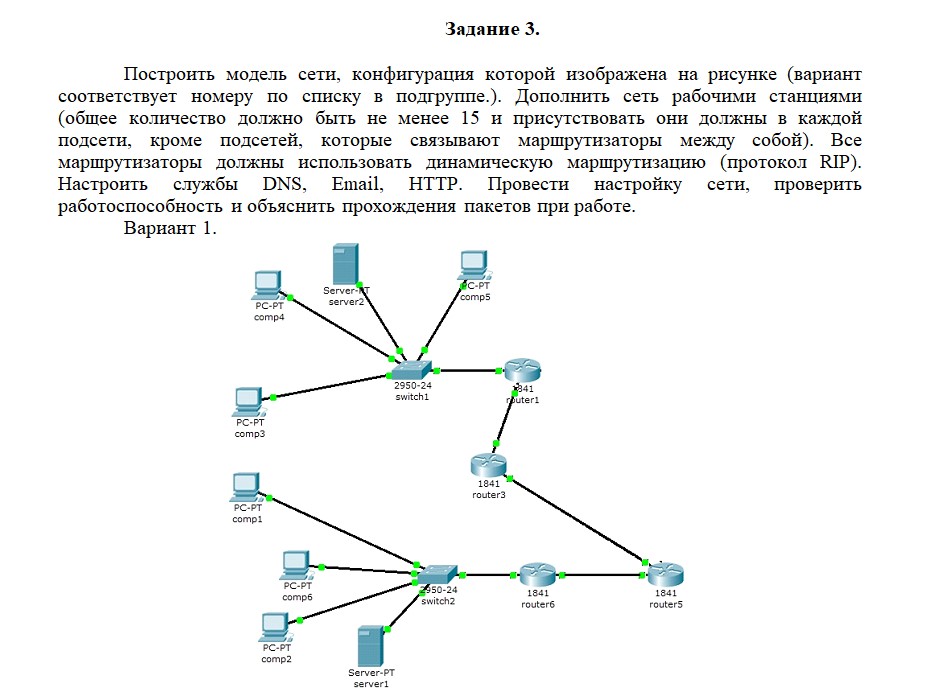 Задание 3.
Построить модель сети, конфигурация которой изображена на рисунке (вариант
соответствует номеру по списку в подгруппе.). Дополнить сеть рабочими станциями
(общее количество должно быть не менее 15 и присутствовать они должны в каждой
подсети, кроме подсетей, которые связывают маршрутизаторы между собой). Все
маршрутизаторы должны использовать динамическую маршрутизацию (протокол RIP).
Настроить службы DNS, Email, HTTP. Провести настройку сети, проверить
работоспособность и объяснить прохождения пакетов при работе.
Вариант 1.
Server-PT
server2
PC-PT
comp5
PC-PT
comp4
2950-24
switch1
1841
router1
PC-PT
comp3
1841
router3
PC-PT
comp1
PC-PT
comp6
2950-24
switch2
1841
router6
1841
router5
PC-PT
comp2
Server-PT
server1